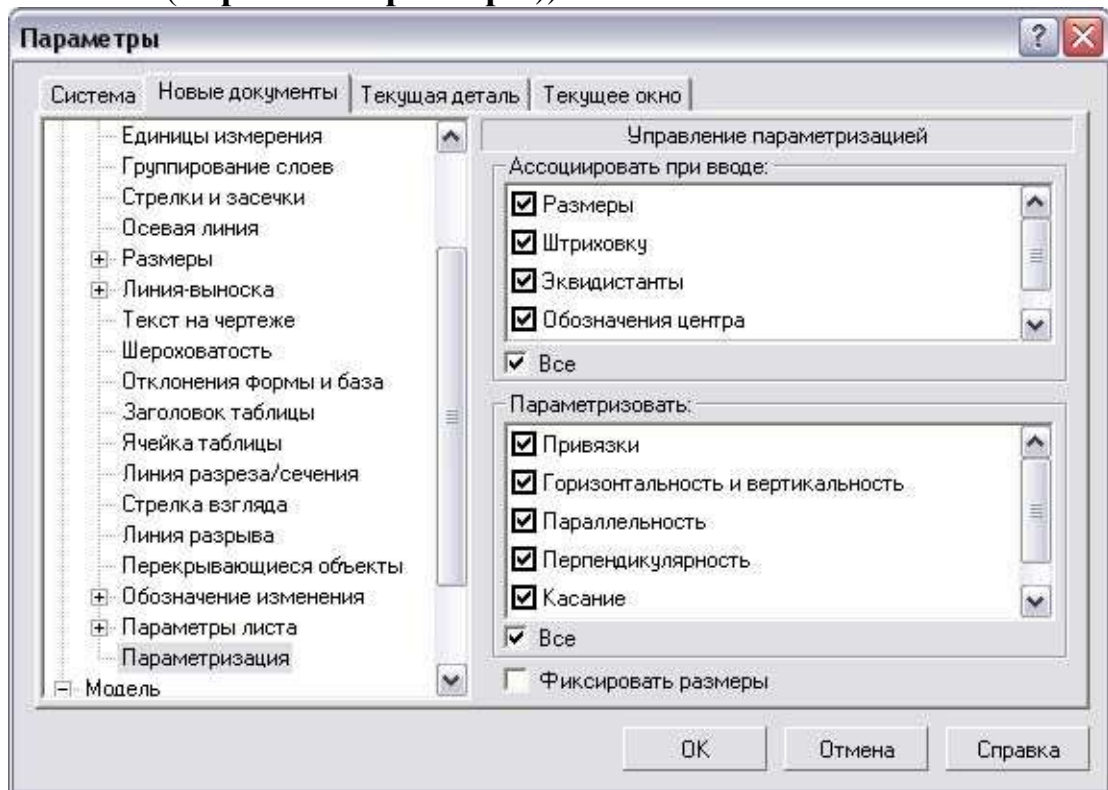 Параметры
Система Новые документы Текущая деталь Текущее окно
Единицы измерения
Группирование слоев
Стрелки и засечки
Осевая линия
Размеры
Линия-выноска
Текст на чертеже
Шероховатость
Отклонения формы и база
Заголовок таблицы
Ячейка таблицы
Линия разреза/сечения
Стрелка взгляда
Линия разрыва
Перекрывающиеся объекты
Обозначение изменения
Параметры листа
Параметризация
Модель
Управление параметризацией
Ассоциировать при вводе:
Размеры
Штриховку
Эквидистанты
Обозначения центра
Все
Параметризовать:
Привязки
Горизонтальность и вертикальность
Параллельность
Перпендикулярность
Касание
Все
Фиксировать размеры
ОК Отмена Справка